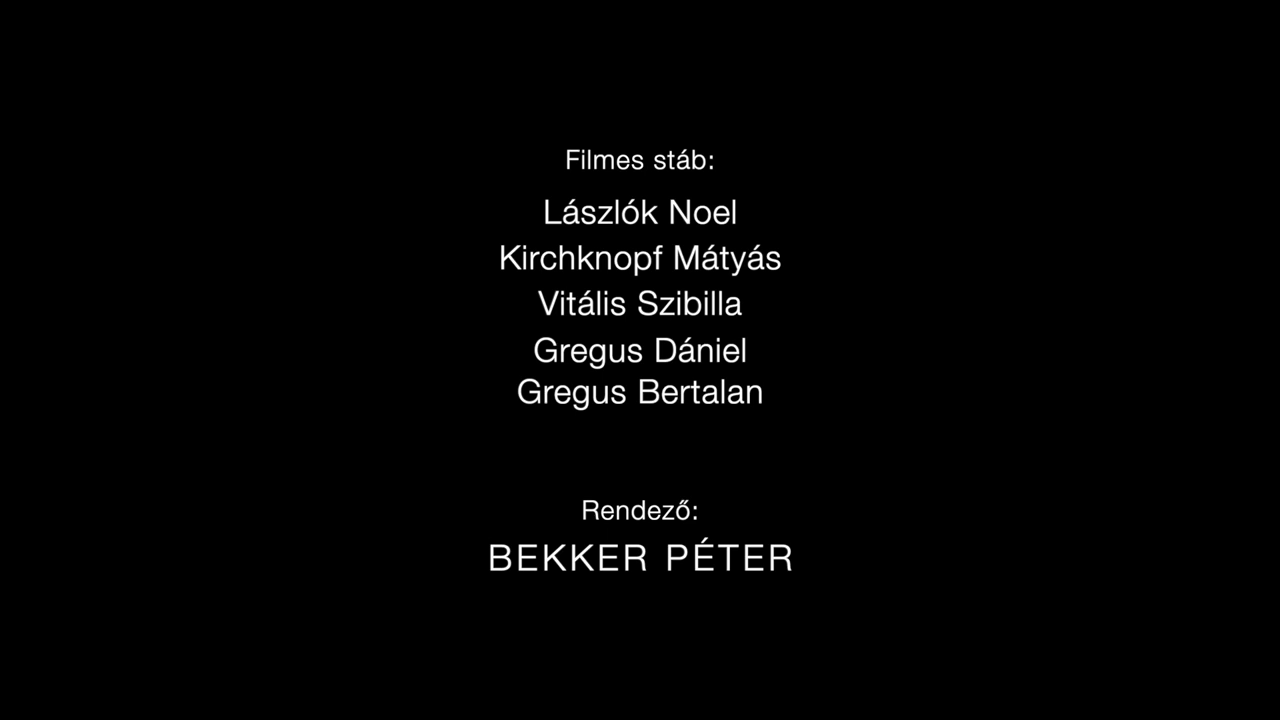 Filmes stáb:
Lászlók Noel
Kirchknopf Mátyás
Vitális Szibilla
Gregus Dániel
Gregus Bertalan
Rendező:
BEKKER PÉTER